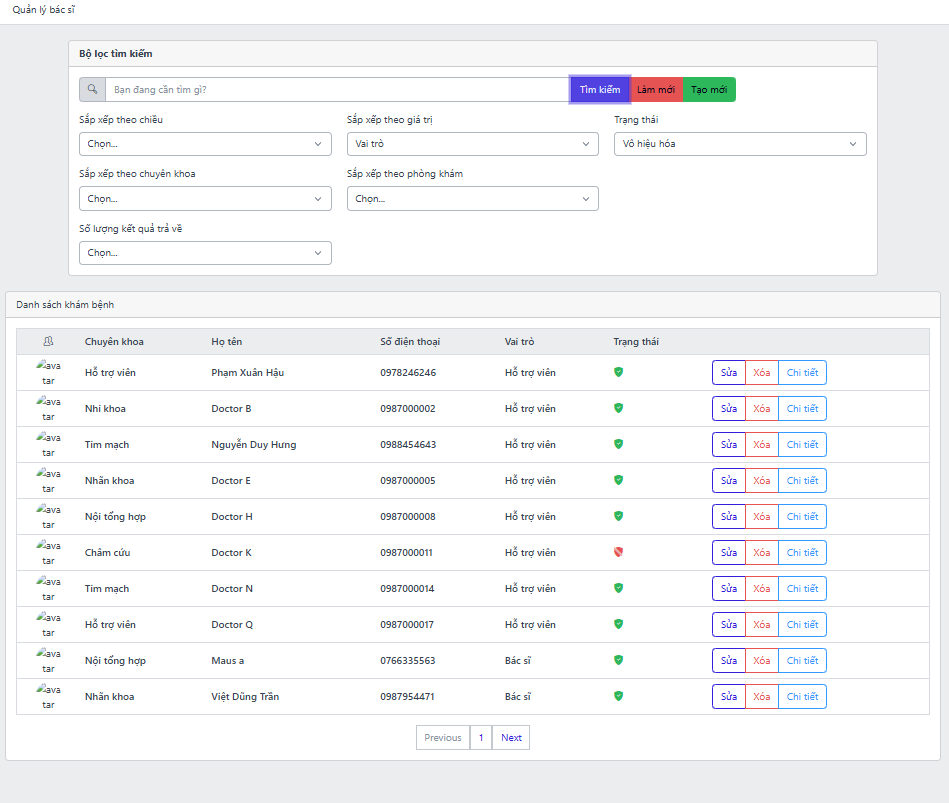 Quản lý bác sĩ
Bộ lọc tìm kiếm
Bạn đang cần tìm gì?
Tìm kiếm
Làm mới
Tạo mới
Sắp xếp theo chiều
Sắp xếp theo giá trị
Trạng thái
Chọn...
Vai trò
Vô hiệu hóa
Sắp xếp theo chuyên khoa
Sắp xếp theo phòng khám
Chọn...
Chọn...
Số lượng kết quả trả về
Chọn...
Danh sách khám bệnh
Chuyên khoa Họ tên Số điện thoại Vai trò Trạng thái
avatar Hỗ trợ viên Phạm Xuân Hậu 0978246246 Hỗ trợ viên Sửa Xóa Chi tiết
avatar Nhi khoa Doctor B 0987000002 Hỗ trợ viên Sửa Xóa Chi tiết
avatar Tim mạch Nguyễn Duy Hưng 0988454643 Hỗ trợ viên Sửa Xóa Chi tiết
avatar Nhãn khoa Doctor E 0987000005 Hỗ trợ viên Sửa Xóa Chi tiết
avatar Nội tổng hợp Doctor H 0987000008 Hỗ trợ viên Sửa Xóa Chi tiết
avatar Châm cứu Doctor K 0987000011 Hỗ trợ viên Sửa Xóa Chi tiết
avatar Tim mạch Doctor N 0987000014 Hỗ trợ viên Sửa Xóa Chi tiết
avatar Hỗ trợ viên Doctor Q 0987000017 Hỗ trợ viên Sửa Xóa Chi tiết
avatar Nội tổng hợp Maus a 0766335563 Bác sĩ Sửa Xóa Chi tiết
avatar Nhãn khoa Việt Dũng Trần 0987954471 Bác sĩ Sửa Xóa Chi tiết
Previous 1 Next